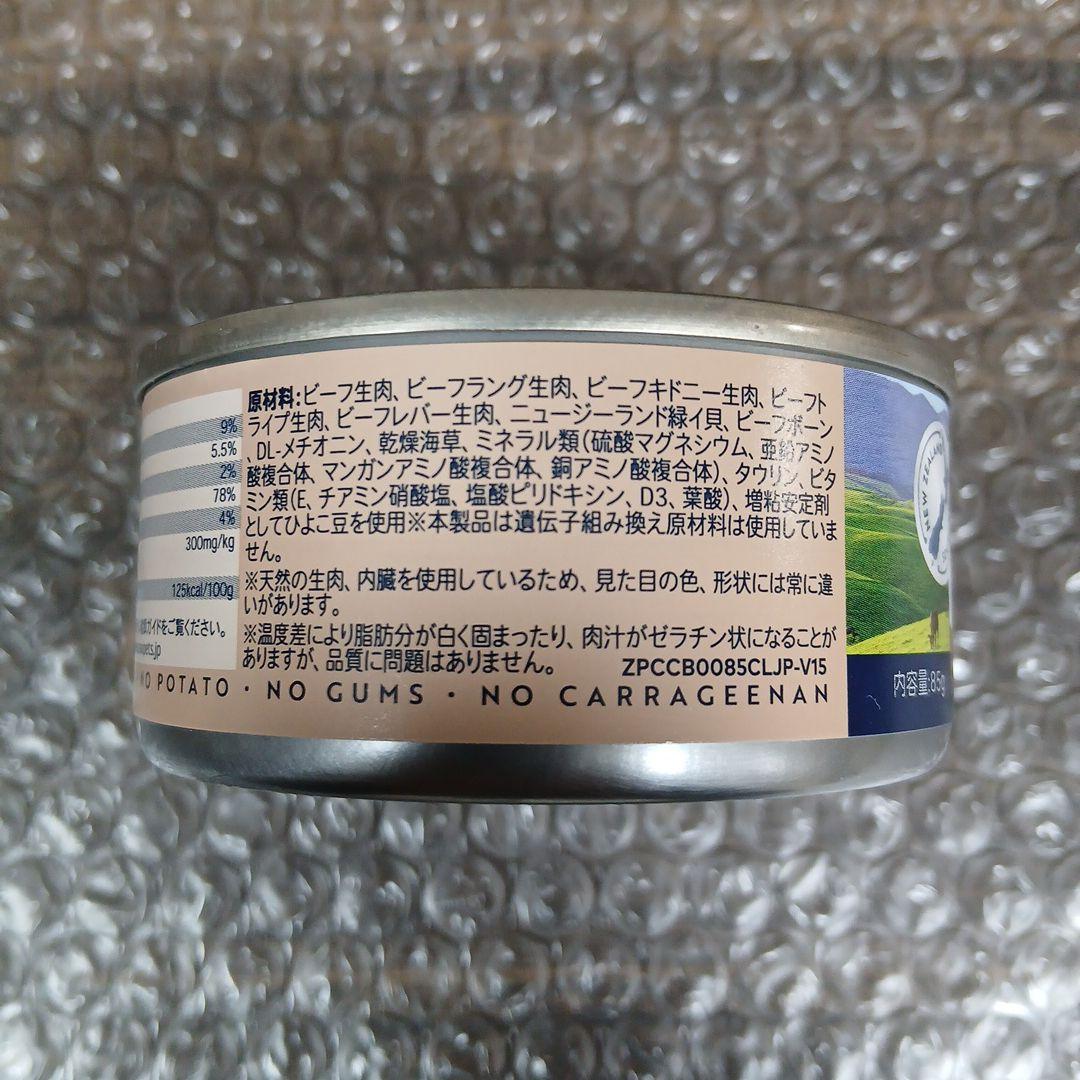 9%
5.5%
2%
78%
4%
300mg/kg
125kcal/100g
ガイドをご覧ください。
pets.jp
原材料:ビーフ生肉、ビーフラング生肉、ビーフキドニー生肉、ビーフト
ライプ生肉、ビーフレバー生肉、ニュージーランド緑イ貝、ビーフボーン
、DL-メチオニン、乾燥海草、ミネラル類(硫酸マグネシウム、亜鉛アミノ
酸複合体、マンガンアミノ酸複合体、銅アミノ酸複合体)、タウリン、ビタ
ミン類(E、チアミン硝酸塩、塩酸ピリドキシン、D3、葉酸)、増粘安定剤
としてひよこ豆を使用※本製品は遺伝子組み換え原材料は使用していま
せん。
※天然の生肉、内臓を使用しているため、見た目の色、形状には常に違
いがあります。
※温度差により脂肪分が白く固まったり、肉汁がゼラチン状になることが
ありますが、品質に問題はありません。
ZPCCB0085CLJP-V15
NO POTATO · NO GUMS · NO CARRAGEENAN
NEW ZEALAN
内容量:85g